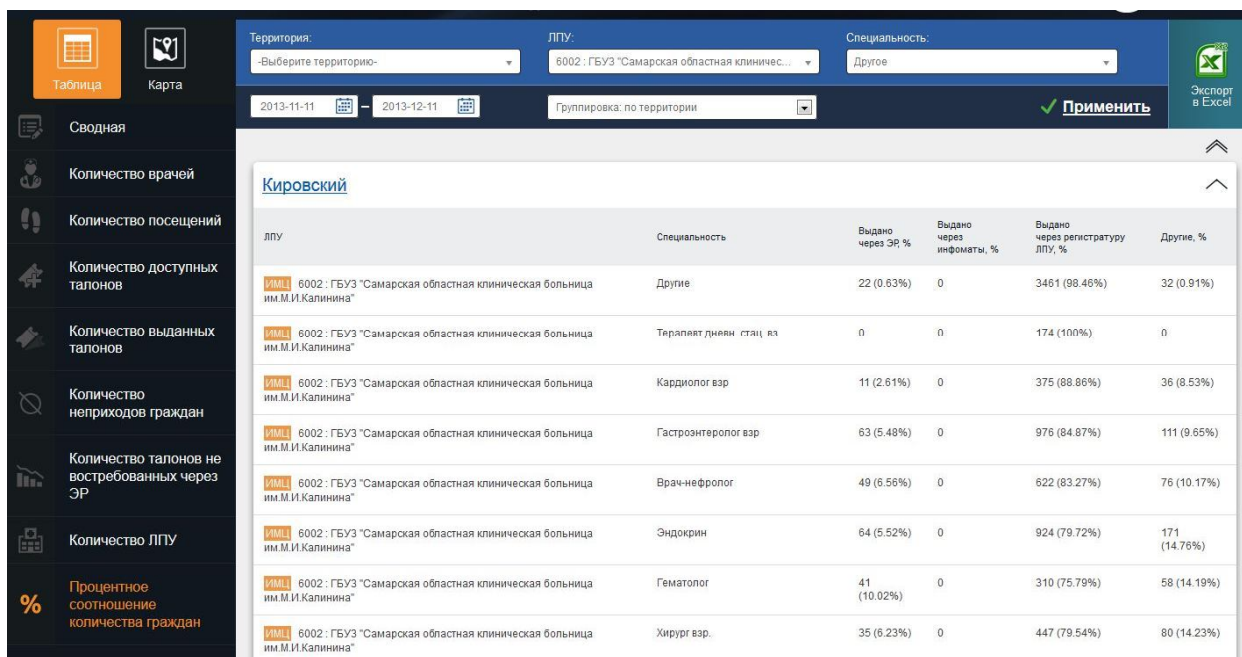 Таблица
Карта
Территория:
ЛПУ:
Специальность:
-Выберите территорию-
6002 : ГБУЗ "Самарская областная клиничес...
Другое
Экспорт
в Excel
2013-11-11 – 2013-12-11
Группировка: по территории
Применить
Сводная
Количество врачей
Количество посещений
Количество доступных
талонов
Количество выданных
талонов
Количество
неприходов граждан
Количество талонов не
востребованных через
ЭР
Количество ЛПУ
%
Процентное
соотношение
количества граждан
Кировский
ЛПУ
Специальность
Выдано
через ЭР, %
Выдано
через
инфоматы, %
Выдано
через регистратуру
ЛПУ, %
Другие, %
ИМЦ 6002 : ГБУЗ "Самарская областная клиническая больница
им.М.И.Калинина"
Другие
22 (0.63%)
0
3461 (98.46%)
32 (0.91%)
ИМЦ 6002 : ГБУЗ "Самарская областная клиническая больница
им.М.И.Калинина"
Терапевт дневн. стац. вз
0
0
174 (100%)
0
ИМЦ 6002 : ГБУЗ "Самарская областная клиническая больница
им.М.И.Калинина"
Кардиолог взр
11 (2.61%)
0
375 (88.86%)
36 (8.53%)
ИМЦ 6002 : ГБУЗ "Самарская областная клиническая больница
им.М.И.Калинина"
Гастроэнтеролог взр
63 (5.48%)
0
976 (84.87%)
111 (9.65%)
ИМЦ 6002 : ГБУЗ "Самарская областная клиническая больница
им.М.И.Калинина"
Врач-нефролог
49 (6.56%)
0
622 (83.27%)
76 (10.17%)
ИМЦ 6002 : ГБУЗ "Самарская областная клиническая больница
им.М.И.Калинина"
Эндокрин
64 (5.52%)
0
924 (79.72%)
171
(14.76%)
ИМЦ 6002 : ГБУЗ "Самарская областная клиническая больница
им.М.И.Калинина"
Гематолог
41
(10.02%)
0
310 (75.79%)
58 (14.19%)
ИМЦ 6002 : ГБУЗ "Самарская областная клиническая больница
им.М.И.Калинина"
Хирург взр.
35 (6.23%)
0
447 (79.54%)
80 (14.23%)